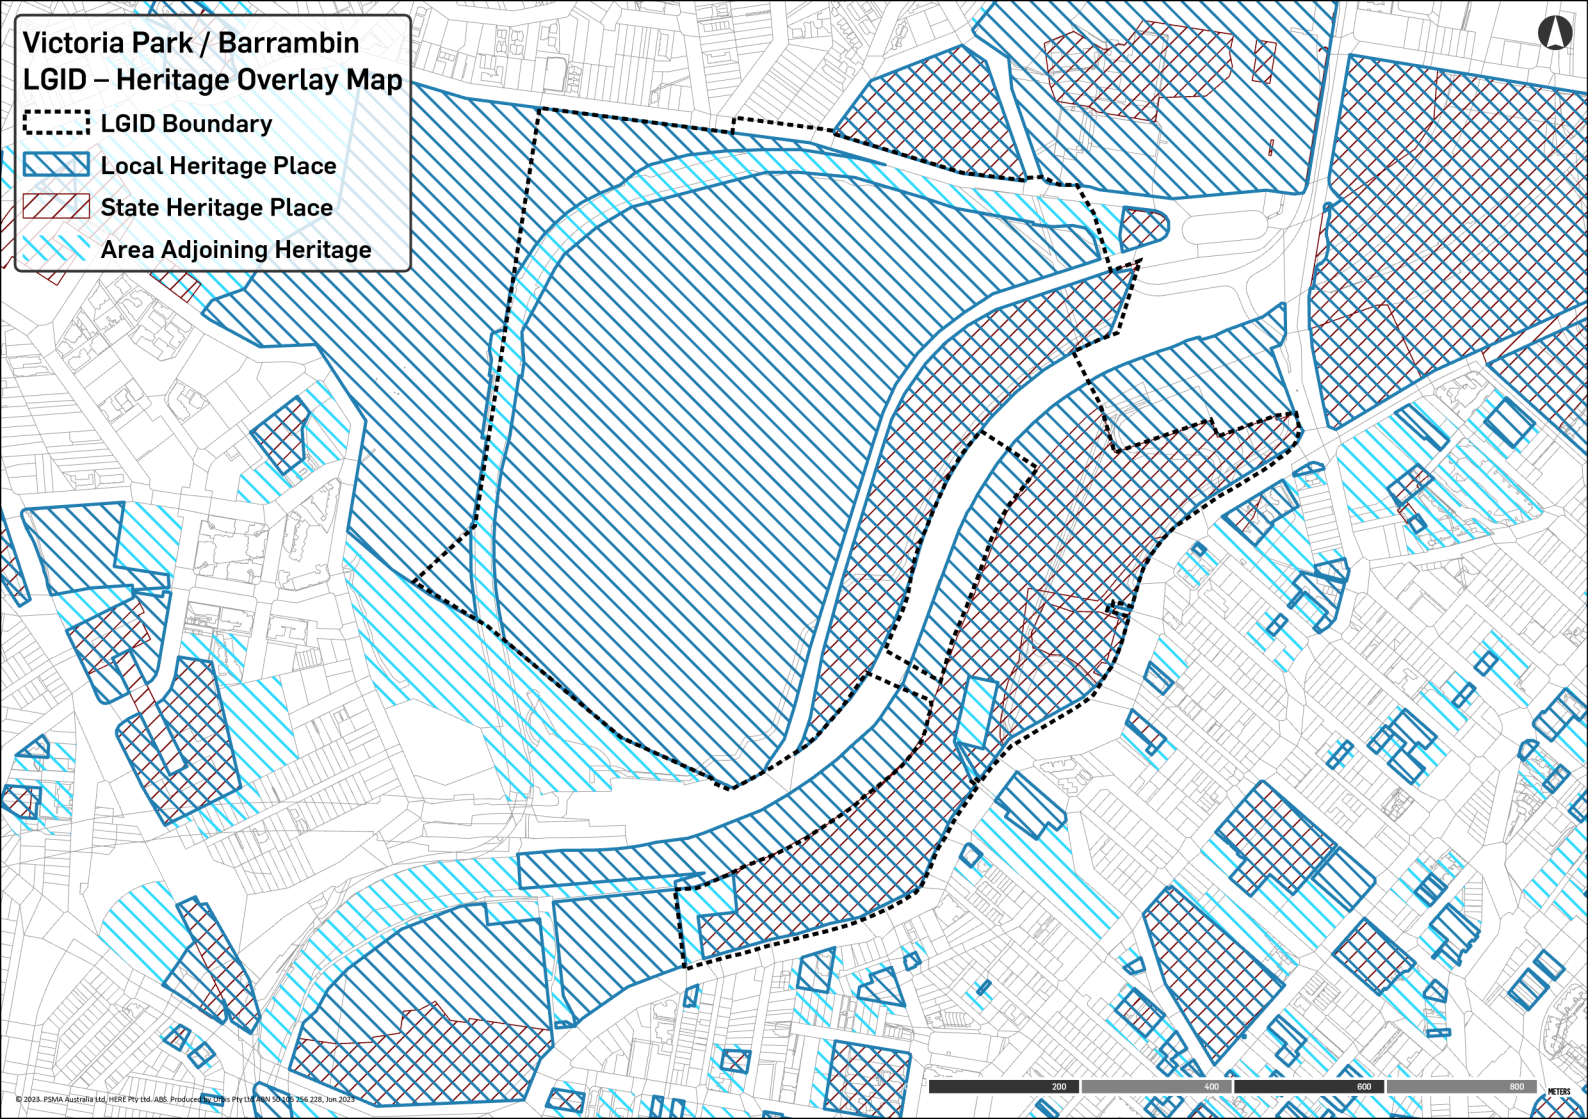 Victoria Park / Barrambin
LGID – Heritage Overlay Map
LGID Boundary
Local Heritage Place
State Heritage Place
Area Adjoining Heritage
200 400 600 800
METERS
© 2023. PSMA Australia Ltd, HERE Pty Ltd. ABS. Produced by Urbis Pty Ltd ABN 50 105 256 228, Jun 2023